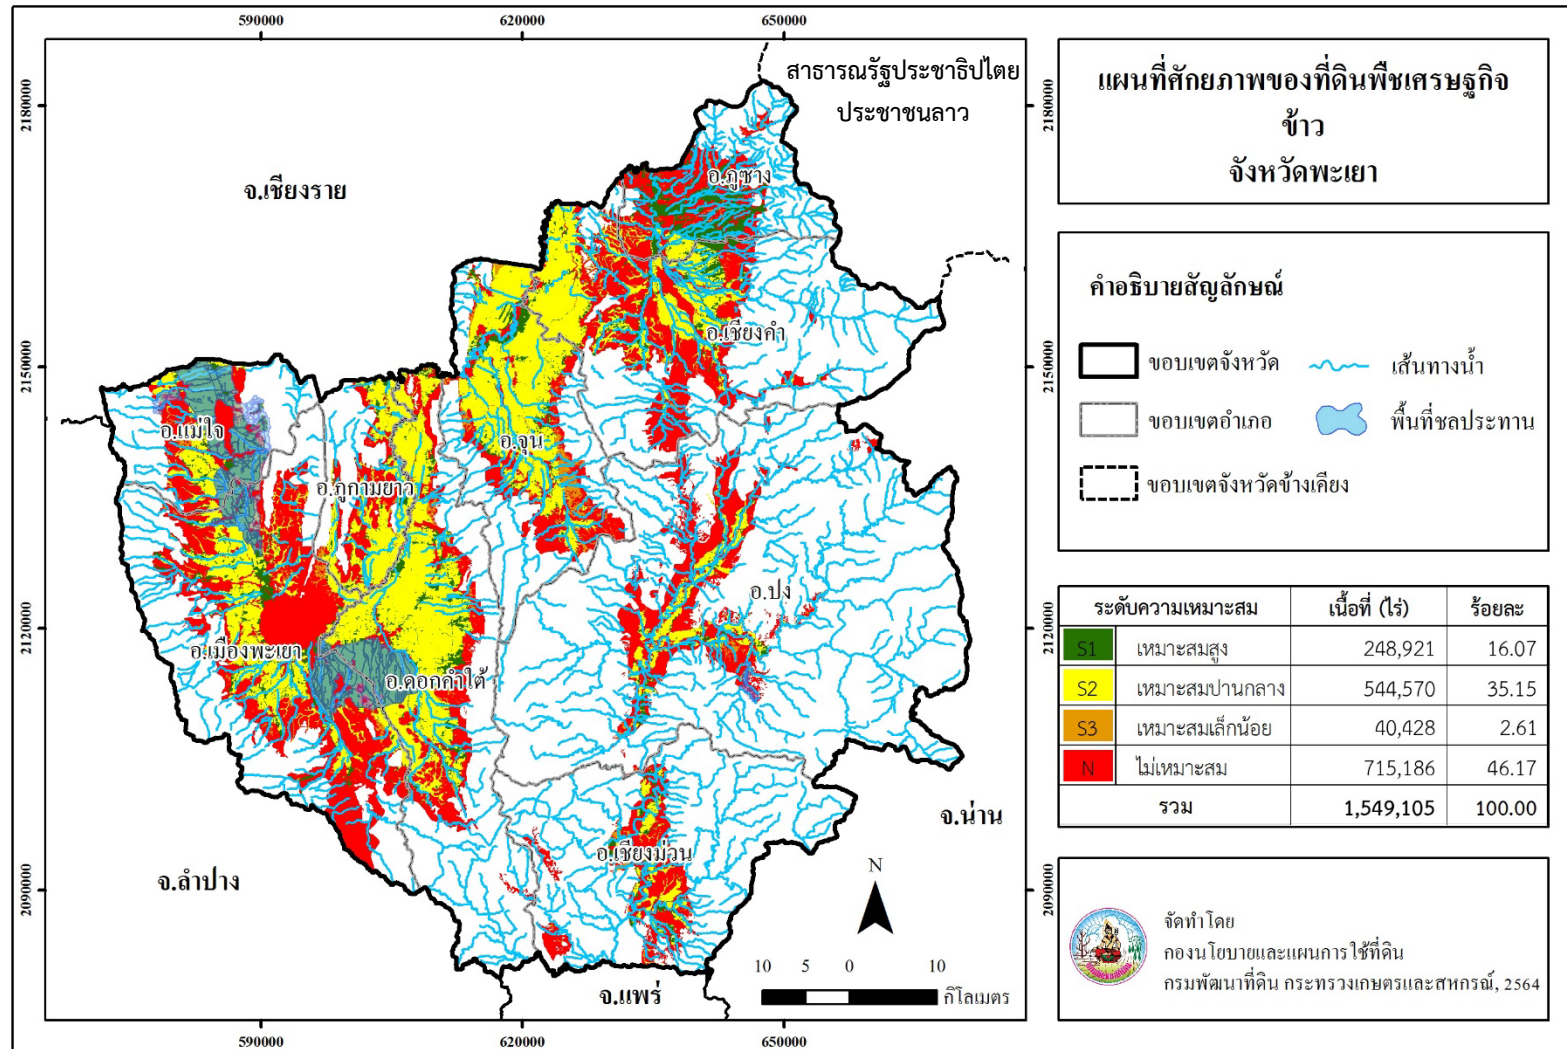 590000
620000
650000
2180000
2150000
2120000
2090000
2180000
2150000
2120000
2090000
590000
620000
650000
สาธารณรัฐประชาธิปไตย
ประชาชนลาว
จ.เชียงราย
จ.น่าน
จ.ลำปาง
จ.แพร่
อ.ภูซาง
อ.เชียงคำ
อ.แม่ใจ
อ.จุน
อ.ภูกามยาว
อ.ปง
อ.เมืองพะเยา
อ.ดอกคำใต้
อ.เชียงม่วน
N
10 5 0 10
กิโลเมตร
แผนที่ศักยภาพของที่ดินพืชเศรษฐกิจ
ข้าว
จังหวัดพะเยา
คำอธิบายสัญลักษณ์
ขอบเขตจังหวัด เส้นทางน้ำ
ขอบเขตอำเภอ พื้นที่ชลประทาน
ขอบเขตจังหวัดข้างเคียง
ระดับความเหมาะสม เนื้อที่ (ไร่) ร้อยละ
S1 เหมาะสมสูง 248,921 16.07
S2 เหมาะสมปานกลาง 544,570 35.15
S3 เหมาะสมเล็กน้อย 40,428 2.61
N ไม่เหมาะสม 715,186 46.17
รวม 1,549,105 100.00
จัดทำโดย
กองนโยบายและแผนการใช้ที่ดิน
กรมพัฒนาที่ดิน กระทรวงเกษตรและสหกรณ์, 2564